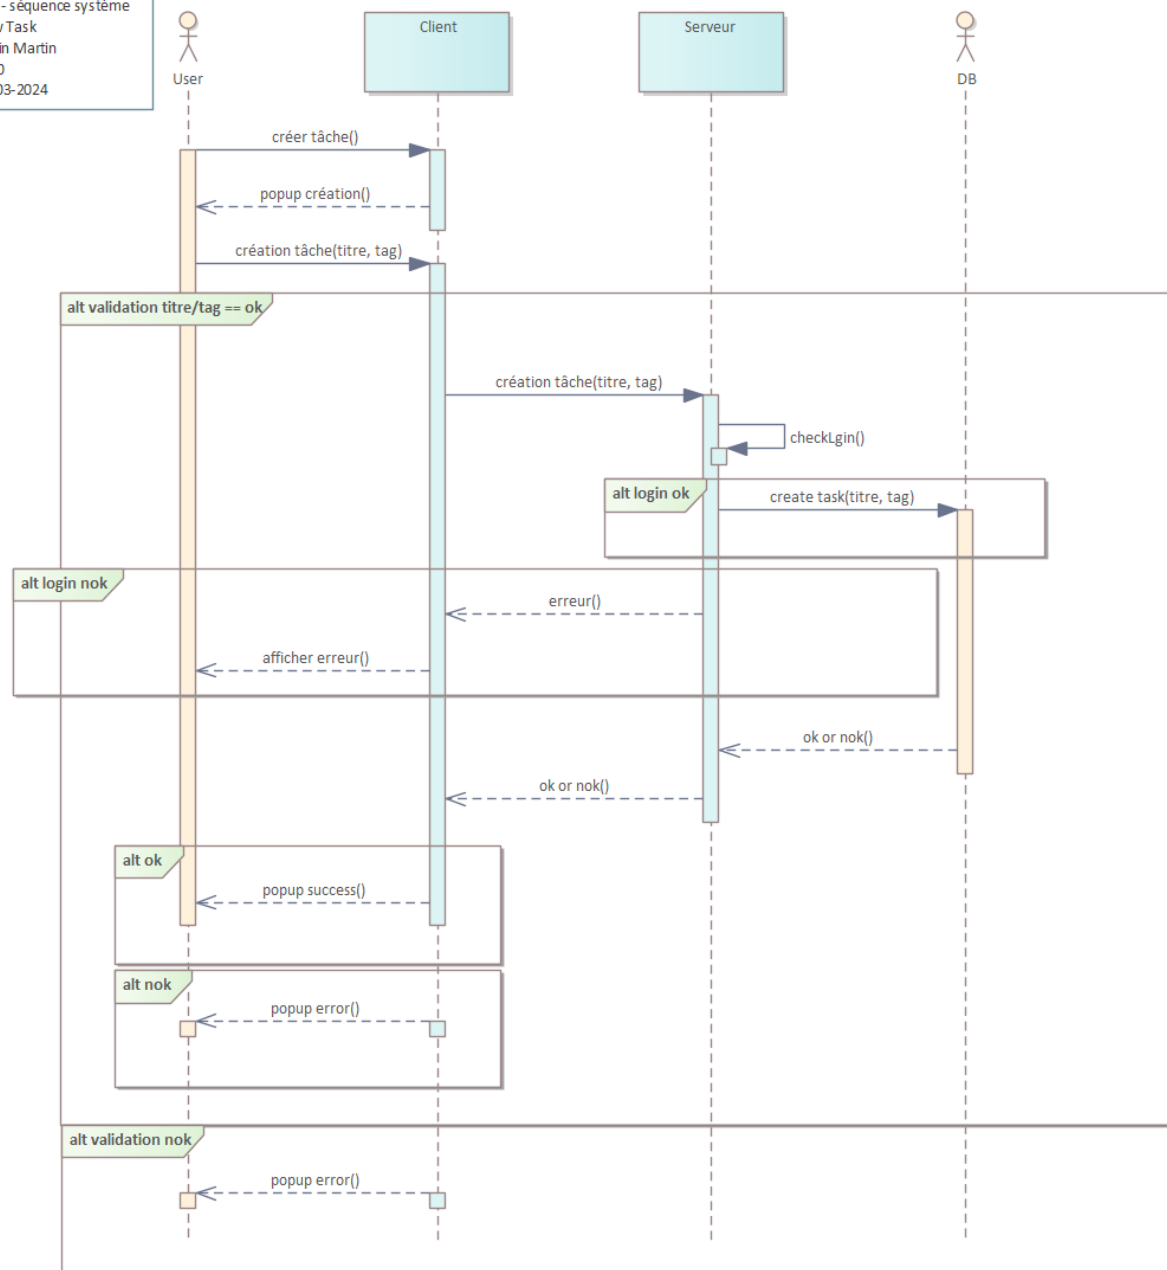 - séquence système
Task
Martin
03-2024
User
Client
Serveur
DB
créer tâche()
popup création()
création tâche(titre, tag)
alt validation titre/tag == ok
création tâche(titre, tag)
checkLgin()
alt login ok
create task(titre, tag)
alt login nok
erreur()
afficher erreur()
ok or nok()
ok or nok()
alt ok
popup success()
alt nok
popup error()
alt validation nok
popup error()